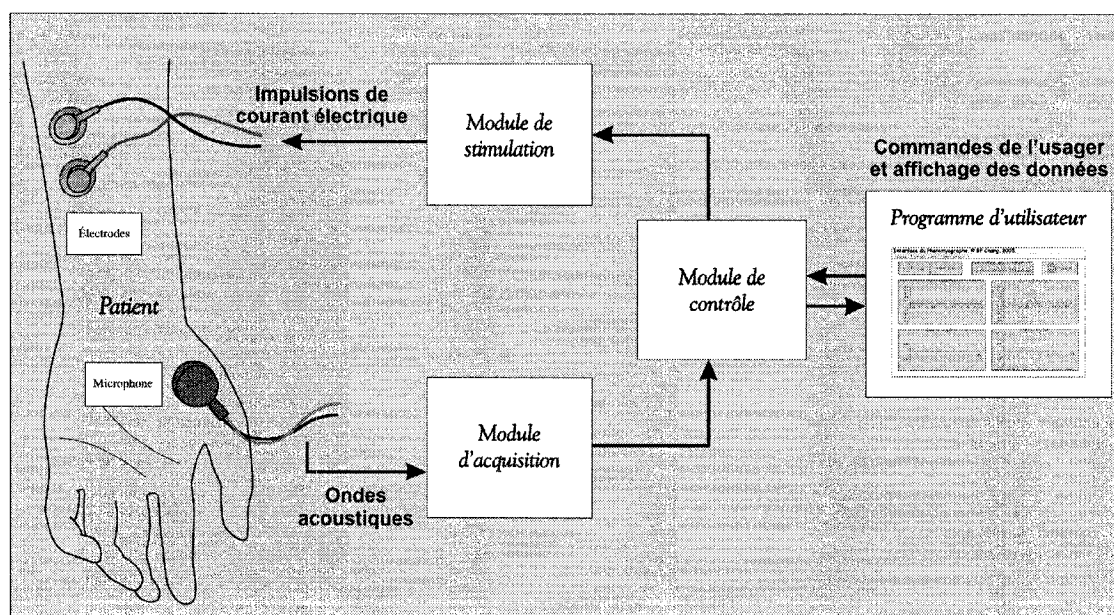 Impulsions de
courant électrique
Module de
stimulation
Commandes de l'usager
et affichage des données
Programme d'utilisateur
Électrodes
Patient
Module de
contrôle
Microphone
Module
d'acquisition
Ondes
acoustiques